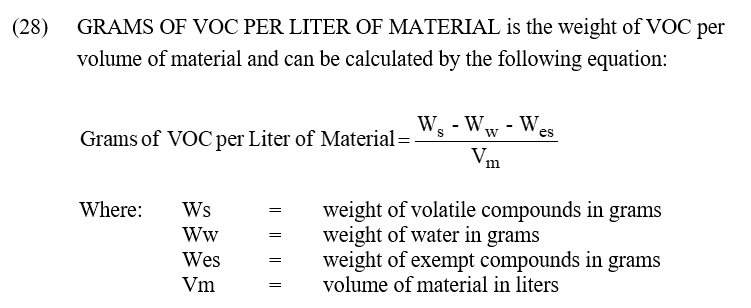 (28) GRAMS OF VOC PER LITER OF MATERIAL is the weight of VOC per
volume of material and can be calculated by the following equation:
Grams of VOC per Liter of Material = (Ws - Ww - Wes) / Vm
Where: Ws = weight of volatile compounds in grams
Ww = weight of water in grams
Wes = weight of exempt compounds in grams
Vm = volume of material in liters